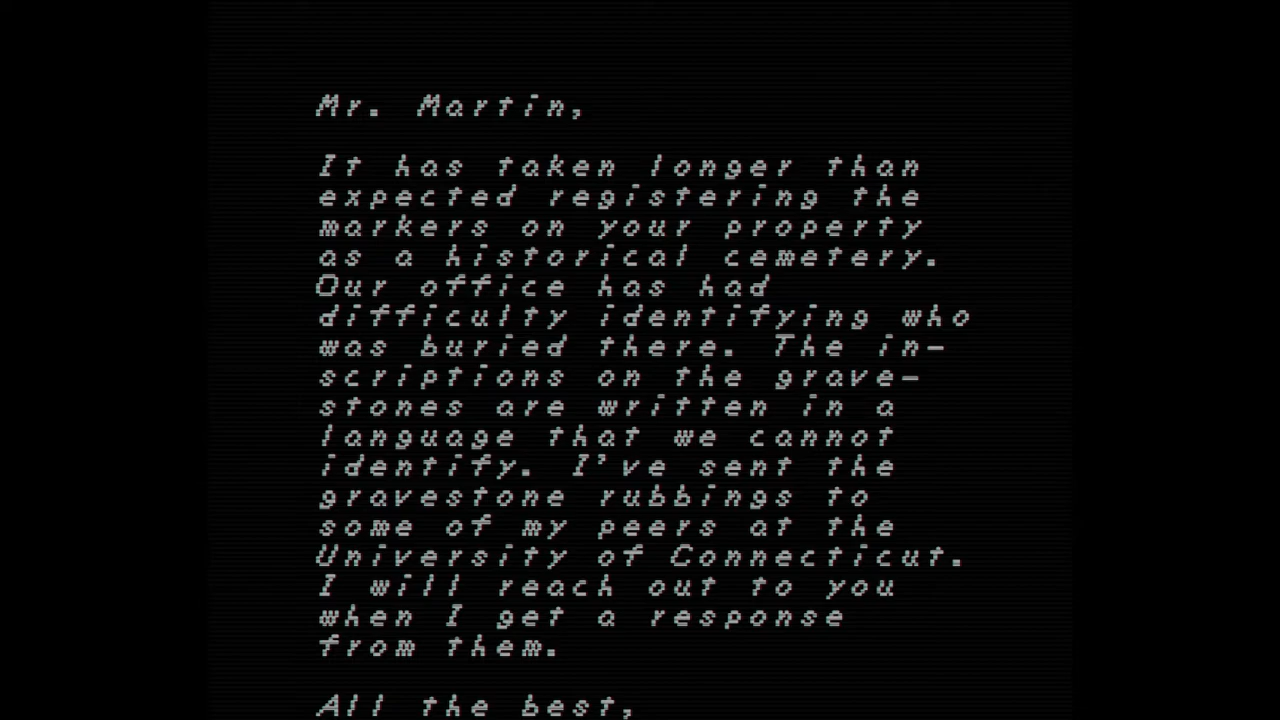 Mr. Martin,
It has taken longer than
expected registering the
markers on your property
as a historical cemetery.
Our office has had
difficulty identifying who
was buried there. The in-
scriptions on the grave-
stones are written in a
language that we cannot
identify. I've sent the
gravestone rubbings to
some of my peers at the
University of Connecticut.
I will reach out to you
when I get a response
from them.
All the best,